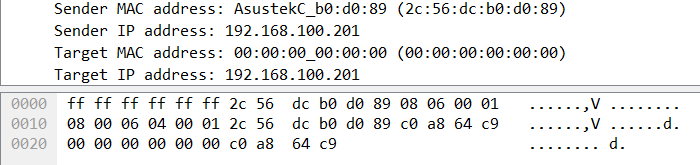 Sender MAC address: AsustekC_b0:d0:89 (2c:56:dc:b0:d0:89)
Sender IP address: 192.168.100.201
Target MAC address: 00:00:00_00:00:00 (00:00:00:00:00:00)
Target IP address: 192.168.100.201
0000 ff ff ff ff ff ff 2c 56 dc b0 d0 89 08 06 00 01 ......,V ........
0010 08 00 06 04 00 01 2c 56 dc b0 d0 89 c0 a8 64 c9 ......,V ......d.
0020 00 00 00 00 00 00 c0 a8 64 c9 ........ d.